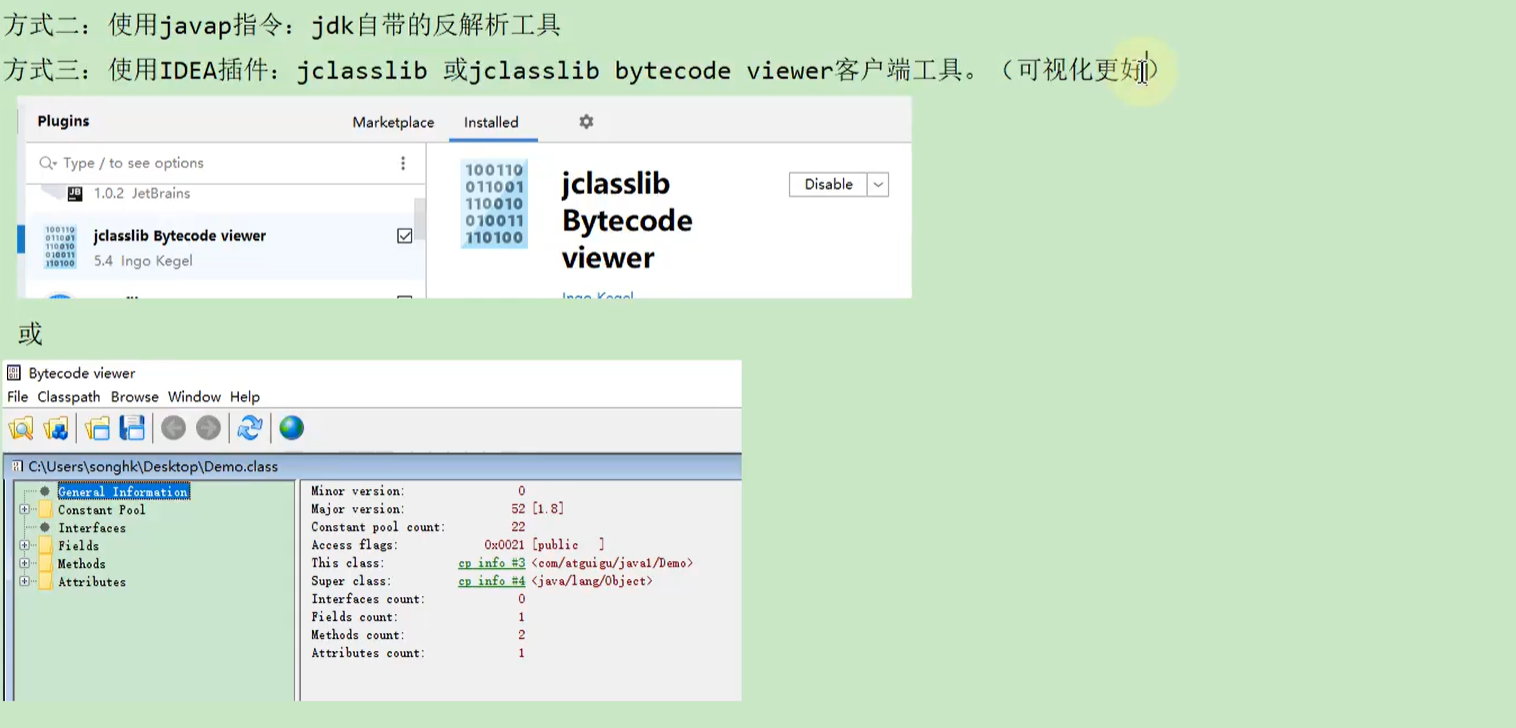 方式二：使用javap指令：jdk自带的反解析工具
方式三：使用IDEA插件：jclasslib 或jclasslib bytecode viewer客户端工具。（可视化更好）
Plugins
Marketplace
Installed
Type / to see options
1.0.2 JetBrains
jclasslib Bytecode viewer
5.4 Ingo Kegel
100110
011001
110010
010011
110100
jclasslib
Bytecode
viewer
Disable
Ingo Kegel
或
Bytecode viewer
File Classpath Browse Window Help
C:\Users\songhk\Desktop\Demo.class
General Information
Constant Pool
Interfaces
Fields
Methods
Attributes
Minor version: 0
Major version: 52 [1.8]
Constant pool count: 22
Access flags: 0x0021 [public ]
This class: cp info #3 <com/atguigu/java1/Demo>
Super class: cp info #4 <java/lang/Object>
Interfaces count: 0
Fields count: 1
Methods count: 2
Attributes count: 1